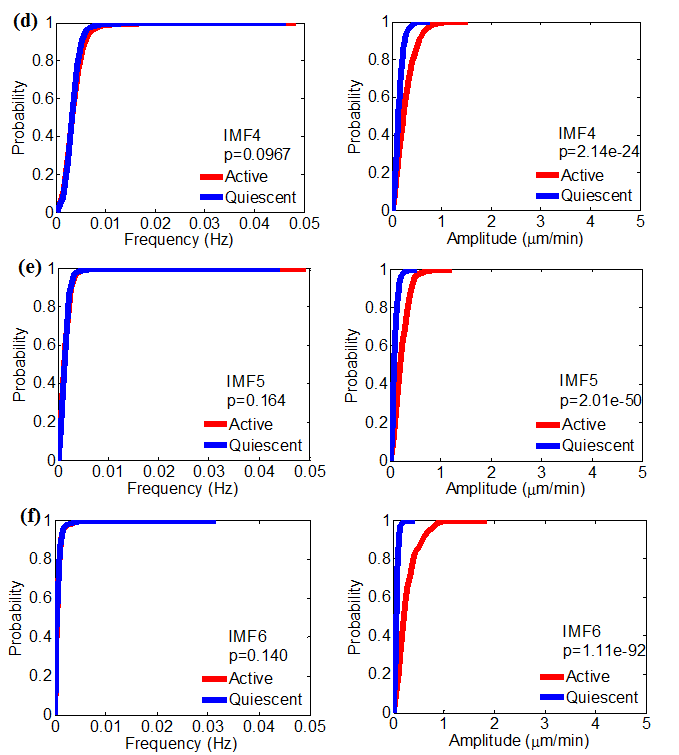 (d)
1
0.8
0.6
0.4
0.2
0
Probability
IMF4
p=0.0967
Active
Quiescent
0 0.01 0.02 0.03 0.04 0.05
Frequency (Hz)
1
0.8
0.6
0.4
0.2
0
Probability
IMF4
p=2.14e-24
Active
Quiescent
0 1 2 3 4 5
Amplitude (μm/min)
(e)
1
0.8
0.6
0.4
0.2
0
Probability
IMF5
p=0.164
Active
Quiescent
0 0.01 0.02 0.03 0.04 0.05
Frequency (Hz)
1
0.8
0.6
0.4
0.2
0
Probability
IMF5
p=2.01e-50
Active
Quiescent
0 1 2 3 4 5
Amplitude (μm/min)
(f)
1
0.8
0.6
0.4
0.2
0
Probability
IMF6
p=0.140
Active
Quiescent
0 0.01 0.02 0.03 0.04 0.05
Frequency (Hz)
1
0.8
0.6
0.4
0.2
0
Probability
IMF6
p=1.11e-92
Active
Quiescent
0 1 2 3 4 5
Amplitude (μm/min)